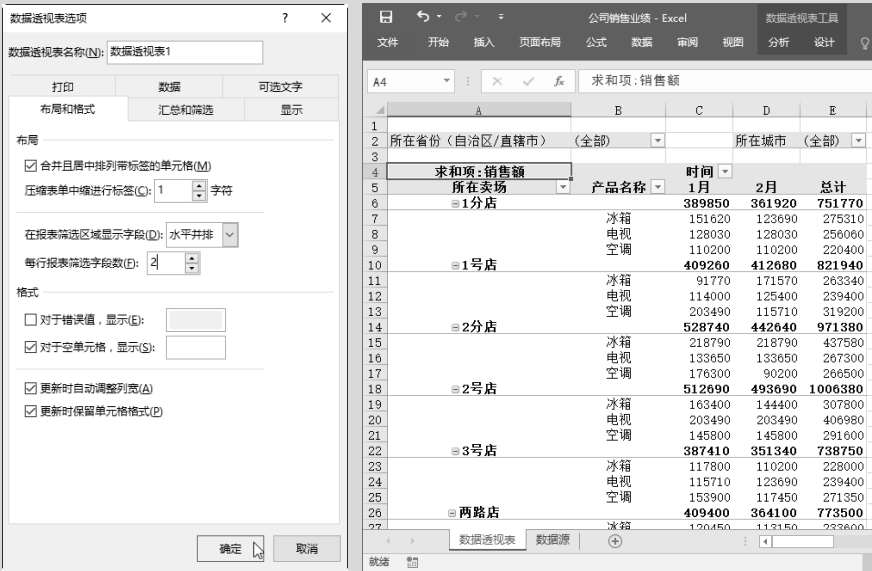 数据透视表选项 ? ×
数据透视表名称(N): 数据透视表1
打印 数据 可选文字
布局和格式 汇总和筛选 显示
布局
合并且居中排列带标签的单元格(M)
压缩表单中缩进行标签(C): 1 字符
在报表筛选区域显示字段(D): 水平并排
每行报表筛选字段数(F): 2
格式
对于错误值，显示(E):
对于空单元格，显示(S):
更新时自动调整列宽(A)
更新时保留单元格格式(P)
确定 取消
公司销售业绩 - Excel 数据透视表工具
文件 开始 插入 页面布局 公式 数据 审阅 视图 分析 设计
A4 fx 求和项:销售额
A B C D E
1
2 所在省份（自治区/直辖市） (全部) 所在城市 (全部)
3
4 求和项:销售额 时间
5 所在卖场 产品名称 1月 2月 总计
6 1分店 389850 361920 751770
7 冰箱 151620 123690 275310
8 电视 128030 128030 256060
9 空调 110200 110200 220400
10 1号店 409260 412680 821940
11 冰箱 91770 171570 263340
12 电视 114000 125400 239400
13 空调 203490 115710 319200
14 2分店 528740 442640 971380
15 冰箱 218790 218790 437580
16 电视 133650 133650 267300
17 空调 176300 90200 266500
18 2号店 512690 493690 1006380
19 冰箱 163400 144400 307800
20 电视 203490 203490 406980
21 空调 145800 145800 291600
22 3号店 387410 351340 738750
23 冰箱 117800 110200 228000
24 电视 115710 123690 239400
25 空调 153900 117450 271350
26 两路店 409400 364100 773500
27 冰箱 120450 113150 233600
数据透视表 数据源
就绪